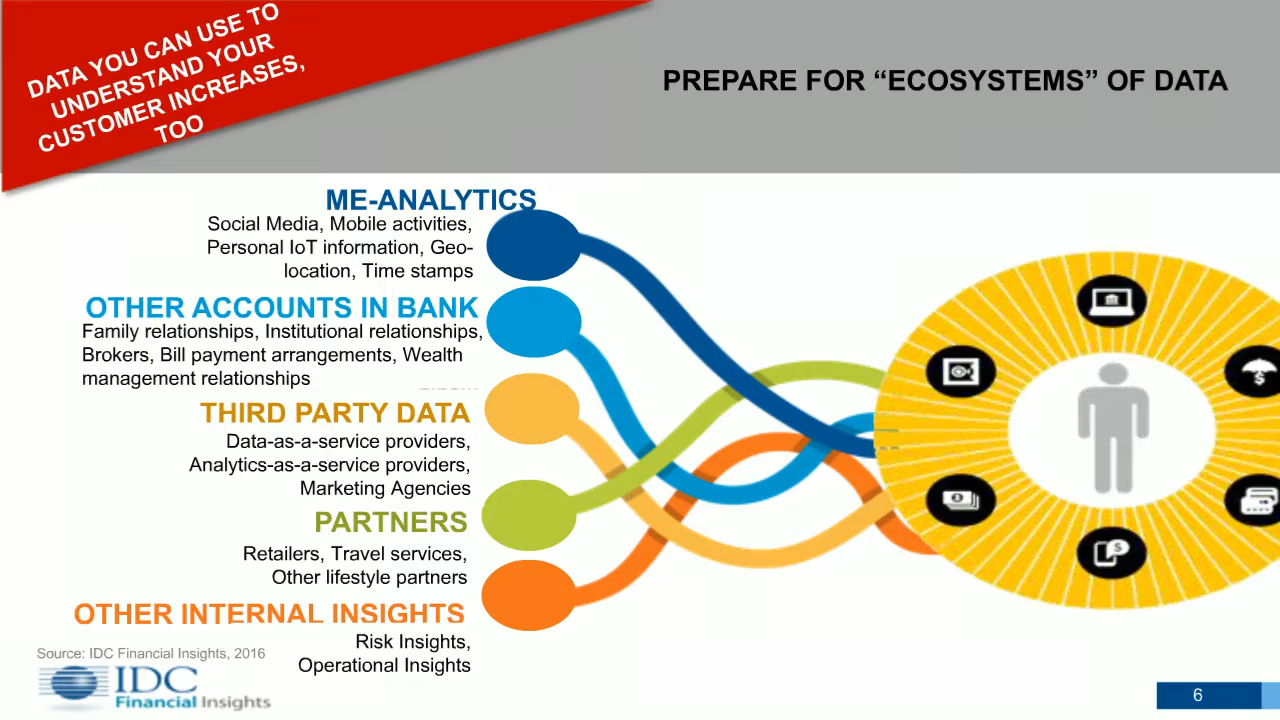 DATA YOU CAN USE TO
UNDERSTAND YOUR
CUSTOMER INCREASES,
TOO
PREPARE FOR “ECOSYSTEMS” OF DATA
ME-ANALYTICS
Social Media, Mobile activities,
Personal IoT information, Geo-
location, Time stamps
OTHER ACCOUNTS IN BANK
Family relationships, Institutional relationships,
Brokers, Bill payment arrangements, Wealth
management relationships
THIRD PARTY DATA
Data-as-a-service providers,
Analytics-as-a-service providers,
Marketing Agencies
PARTNERS
Retailers, Travel services,
Other lifestyle partners
OTHER INTERNAL INSIGHTS
Risk Insights,
Operational Insights
Source: IDC Financial Insights, 2016
IDC
Financial Insights
6